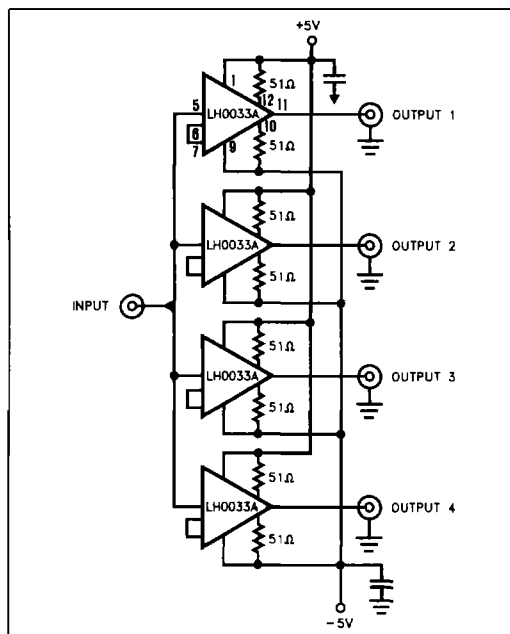 +5V
51Ω
1
12
5
LH0033A
11
OUTPUT 1
6
10
7
9
51Ω
51Ω
LH0033A
OUTPUT 2
51Ω
INPUT
51Ω
LH0033A
OUTPUT 3
51Ω
51Ω
LH0033A
OUTPUT 4
51Ω
−5V